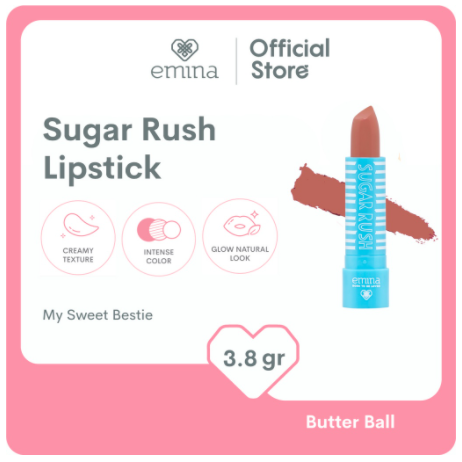 emina
Official
Store
Sugar Rush
Lipstick
CREAMY
TEXTURE
INTENSE
COLOR
GLOW NATURAL
LOOK
SUGAR RUSH
emina
My Sweet Bestie
3.8 gr
Butter Ball